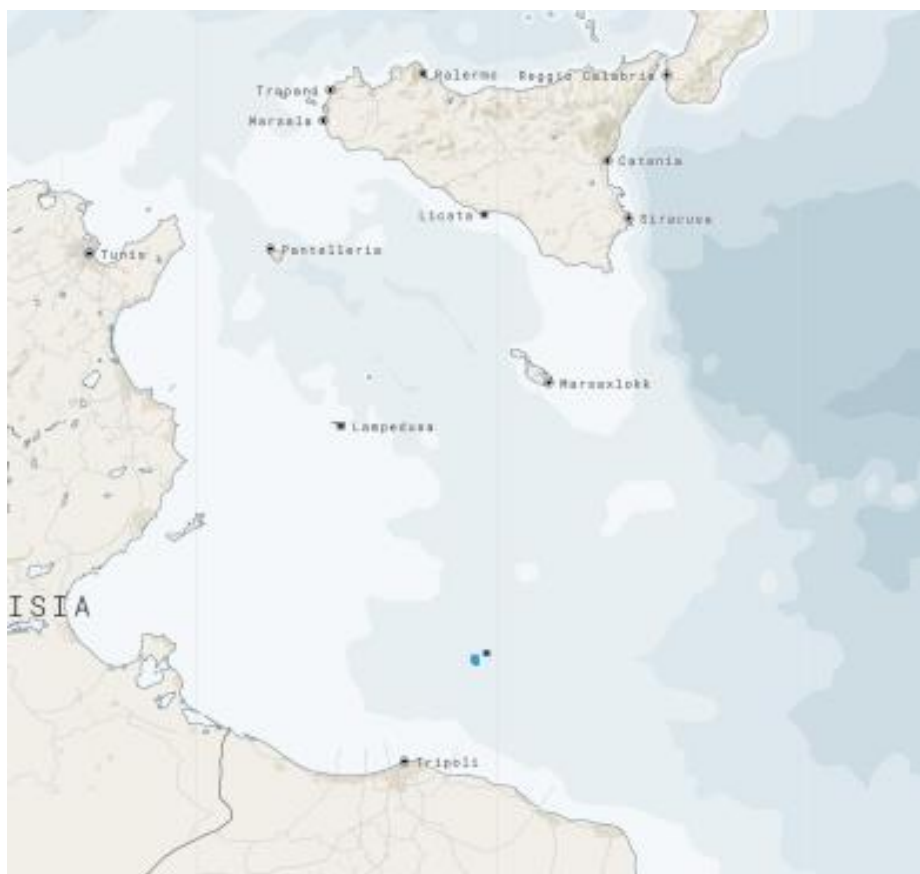 Palermo
Reggio Calabria
Trapani
Marsala
Catania
Licata
Siracusa
Tunis
Pantelleria
Marsaxlokk
Lampedusa
ISIA
Tripoli